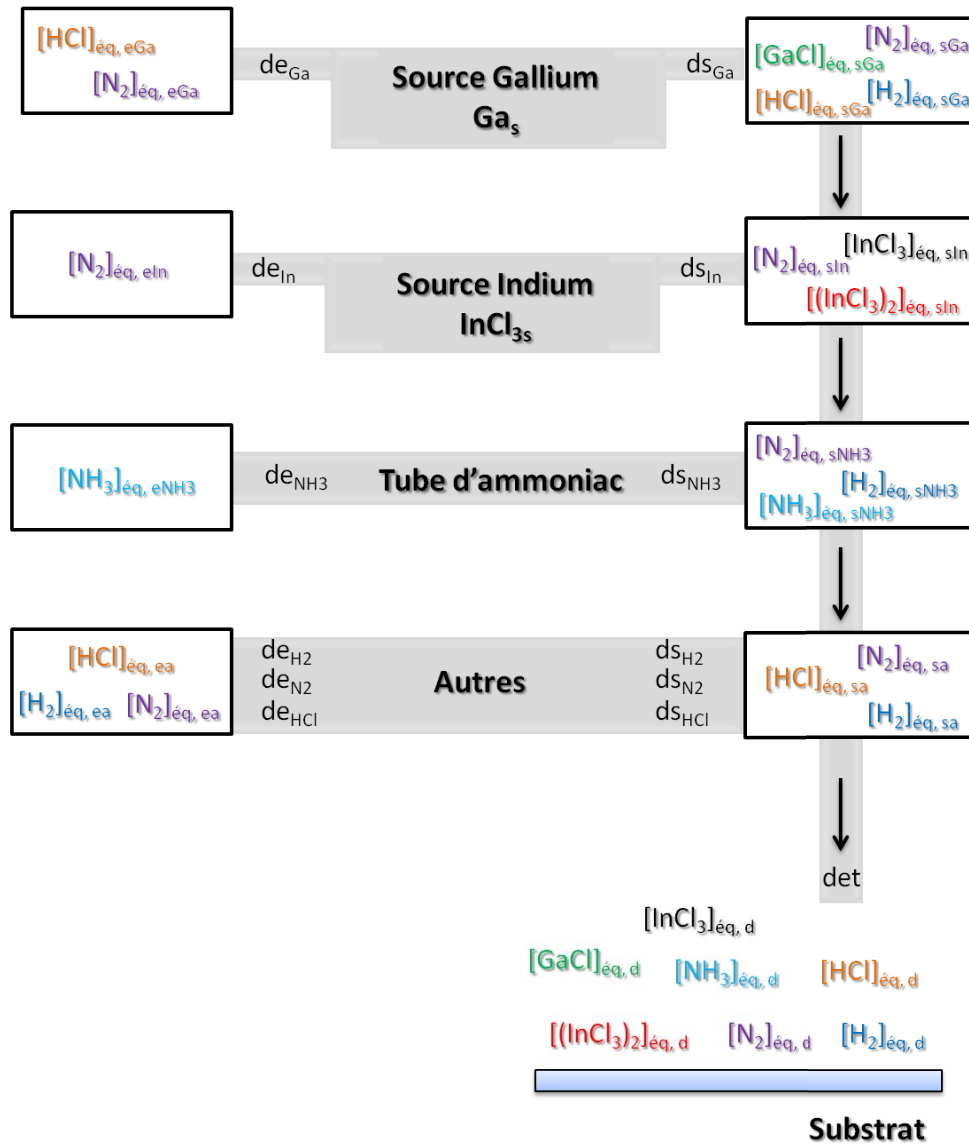 [HCl]éq, eGa
[N₂]éq, eGa
deGa
Source Gallium
Gaₛ
dsGa
[N₂]éq, sGa
[GaCl]éq, sGa
[H₂]éq, sGa
[HCl]éq, sGa
[N₂]éq, eIn
deIn
Source Indium
InCl₃ₛ
dsIn
[InCl₃]éq, sIn
[N₂]éq, sIn
[(InCl₃)₂]éq, sIn
[NH₃]éq, eNH3
deNH3
Tube d’ammoniac
dsNH3
[N₂]éq, sNH3
[H₂]éq, sNH3
[NH₃]éq, sNH3
[HCl]éq, ea
[H₂]éq, ea [N₂]éq, ea
deH2
deN2
deHCl
Autres
dsH2
dsN2
dsHCl
[N₂]éq, sa
[HCl]éq, sa
[H₂]éq, sa
det
[InCl₃]éq, d
[GaCl]éq, d [NH₃]éq, d [HCl]éq, d
[(InCl₃)₂]éq, d [N₂]éq, d [H₂]éq, d
Substrat